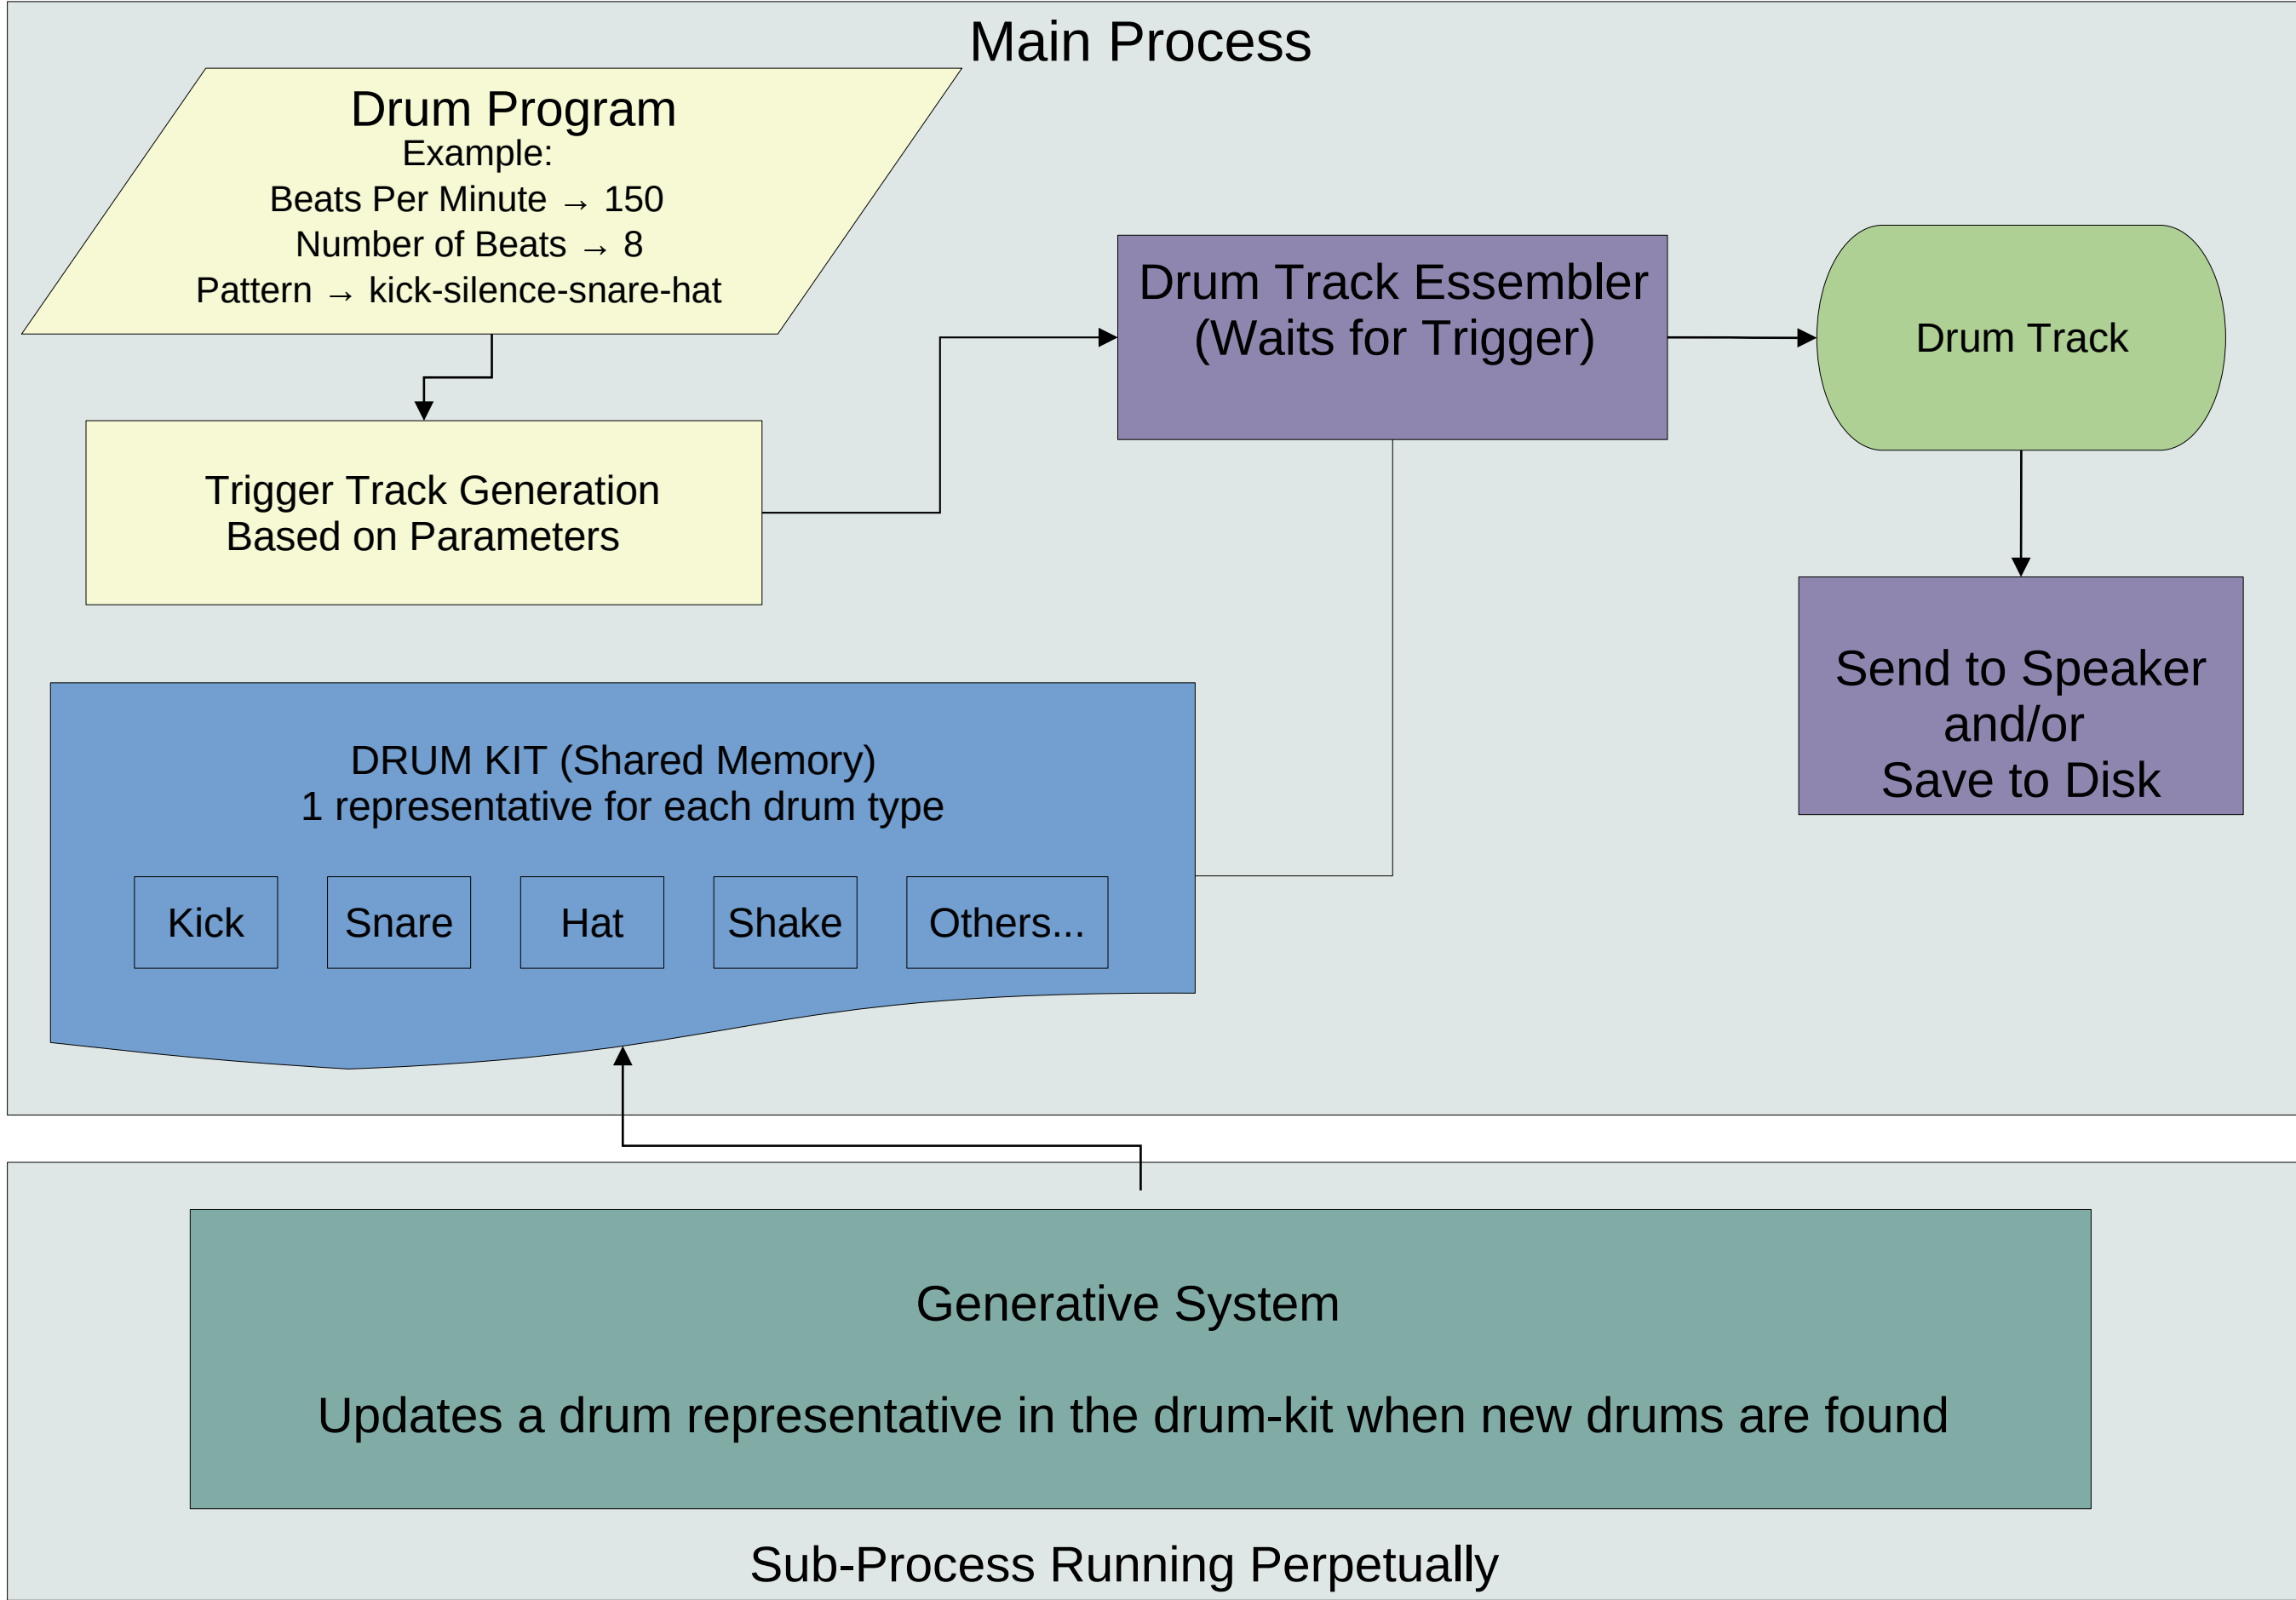 Main Process
Drum Program
Example:
Beats Per Minute → 150
Number of Beats → 8
Pattern → kick-silence-snare-hat
Trigger Track Generation
Based on Parameters
Drum Track Essembler
(Waits for Trigger)
Drum Track
Send to Speaker
and/or
Save to Disk
DRUM KIT (Shared Memory)
1 representative for each drum type
Kick
Snare
Hat
Shake
Others...
Generative System
Updates a drum representative in the drum-kit when new drums are found
Sub-Process Running Perpetually